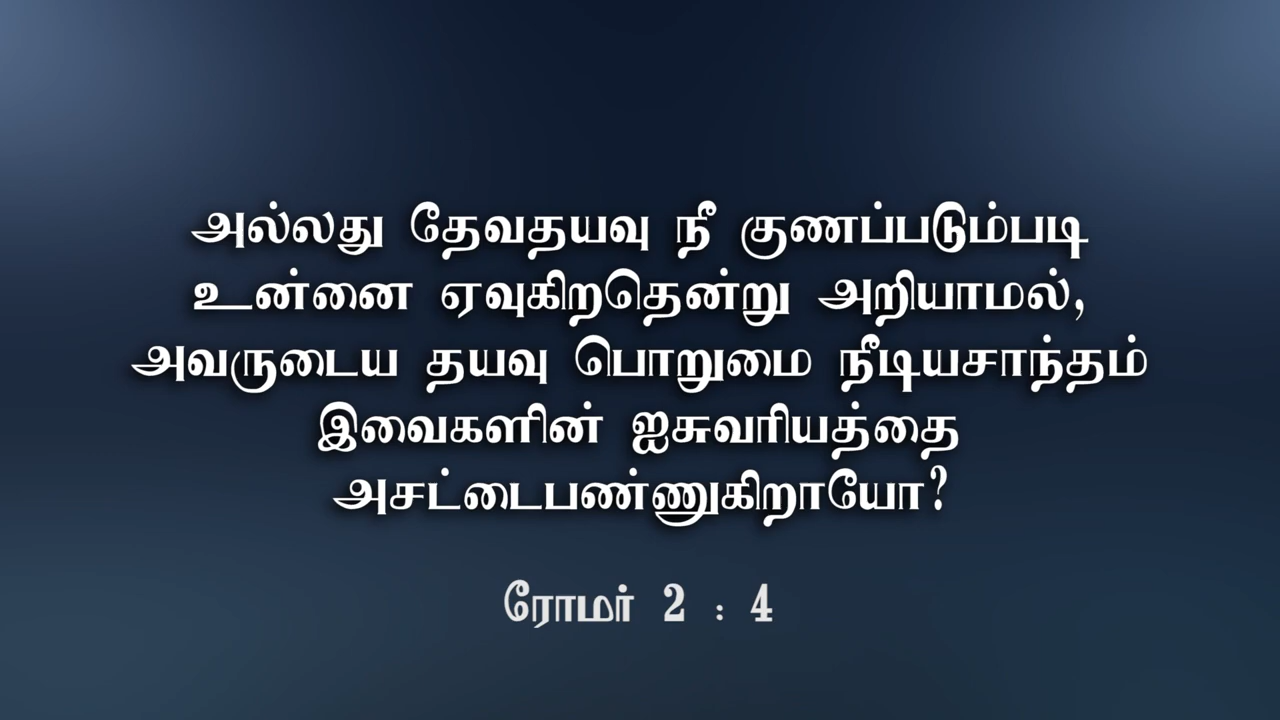 அல்லது தேவதயவு நீ குணப்படும்படி
உன்னை ஏவுகிறதென்று அறியாமல்,
அவருடைய தயவு பொறுமை நீடியசாந்தம்
இவைகளின் ஐசுவரியத்தை
அசட்டைபண்ணுகிறாயோ?
ரோமர் 2 : 4